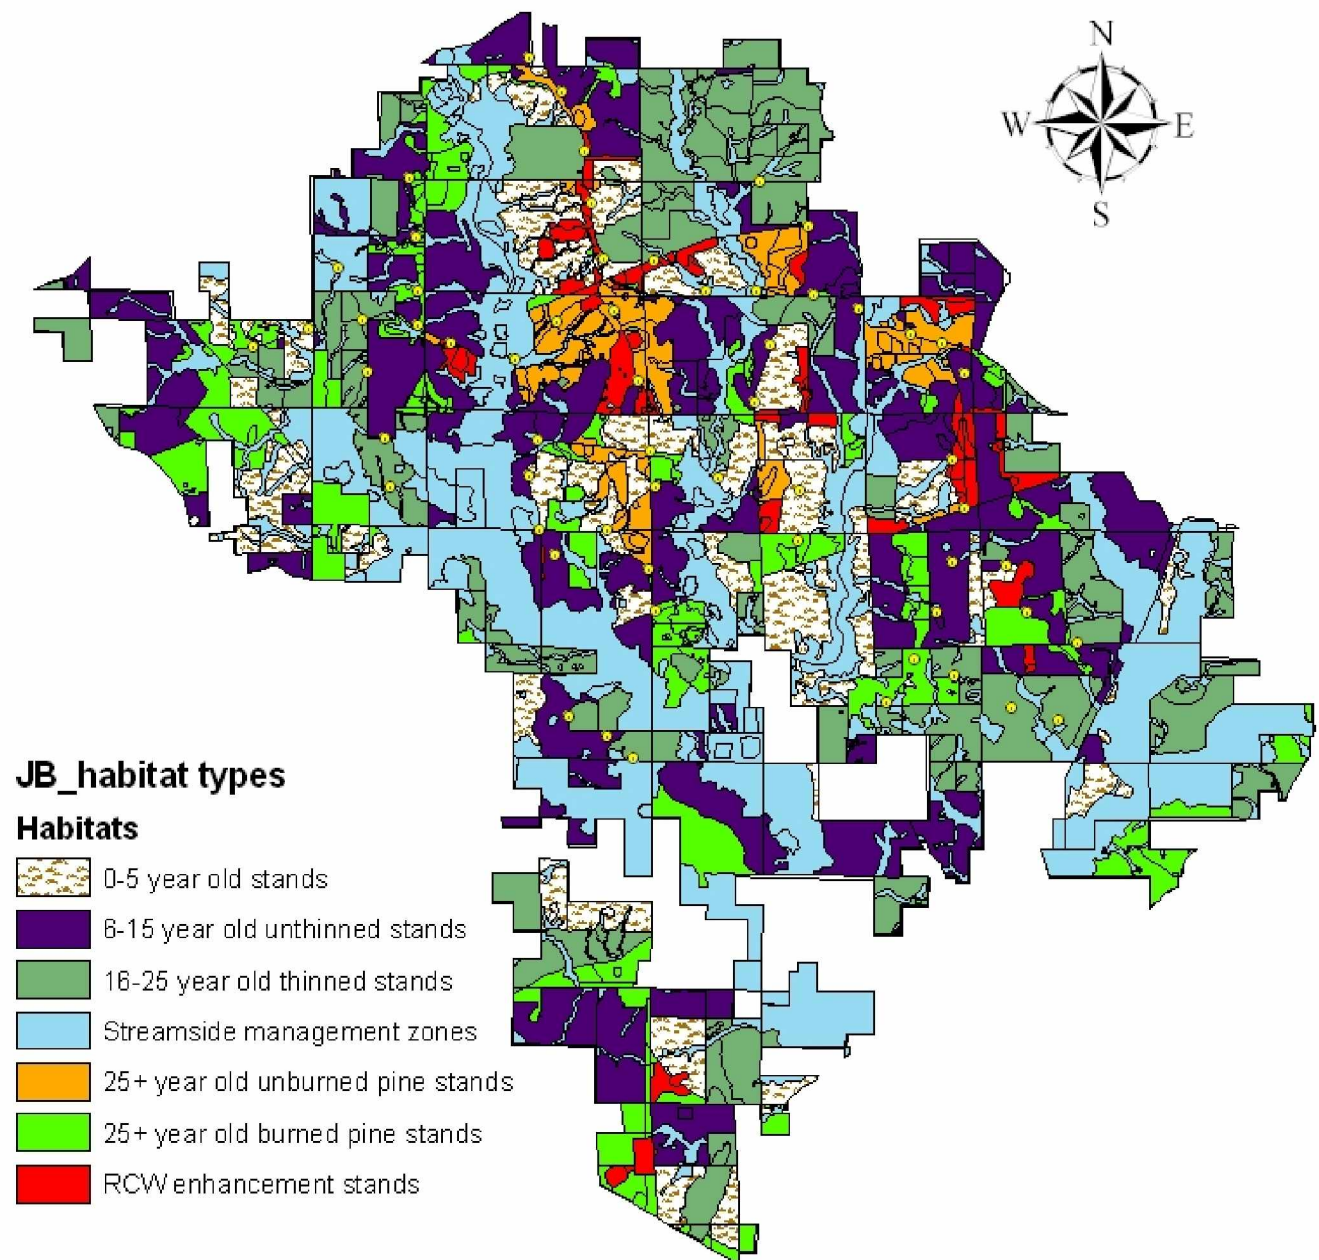 N
W E
S
JB_habitat types
Habitats
0-5 year old stands
6-15 year old unthinned stands
16-25 year old thinned stands
Streamside management zones
25+ year old unburned pine stands
25+ year old burned pine stands
RCW enhancement stands